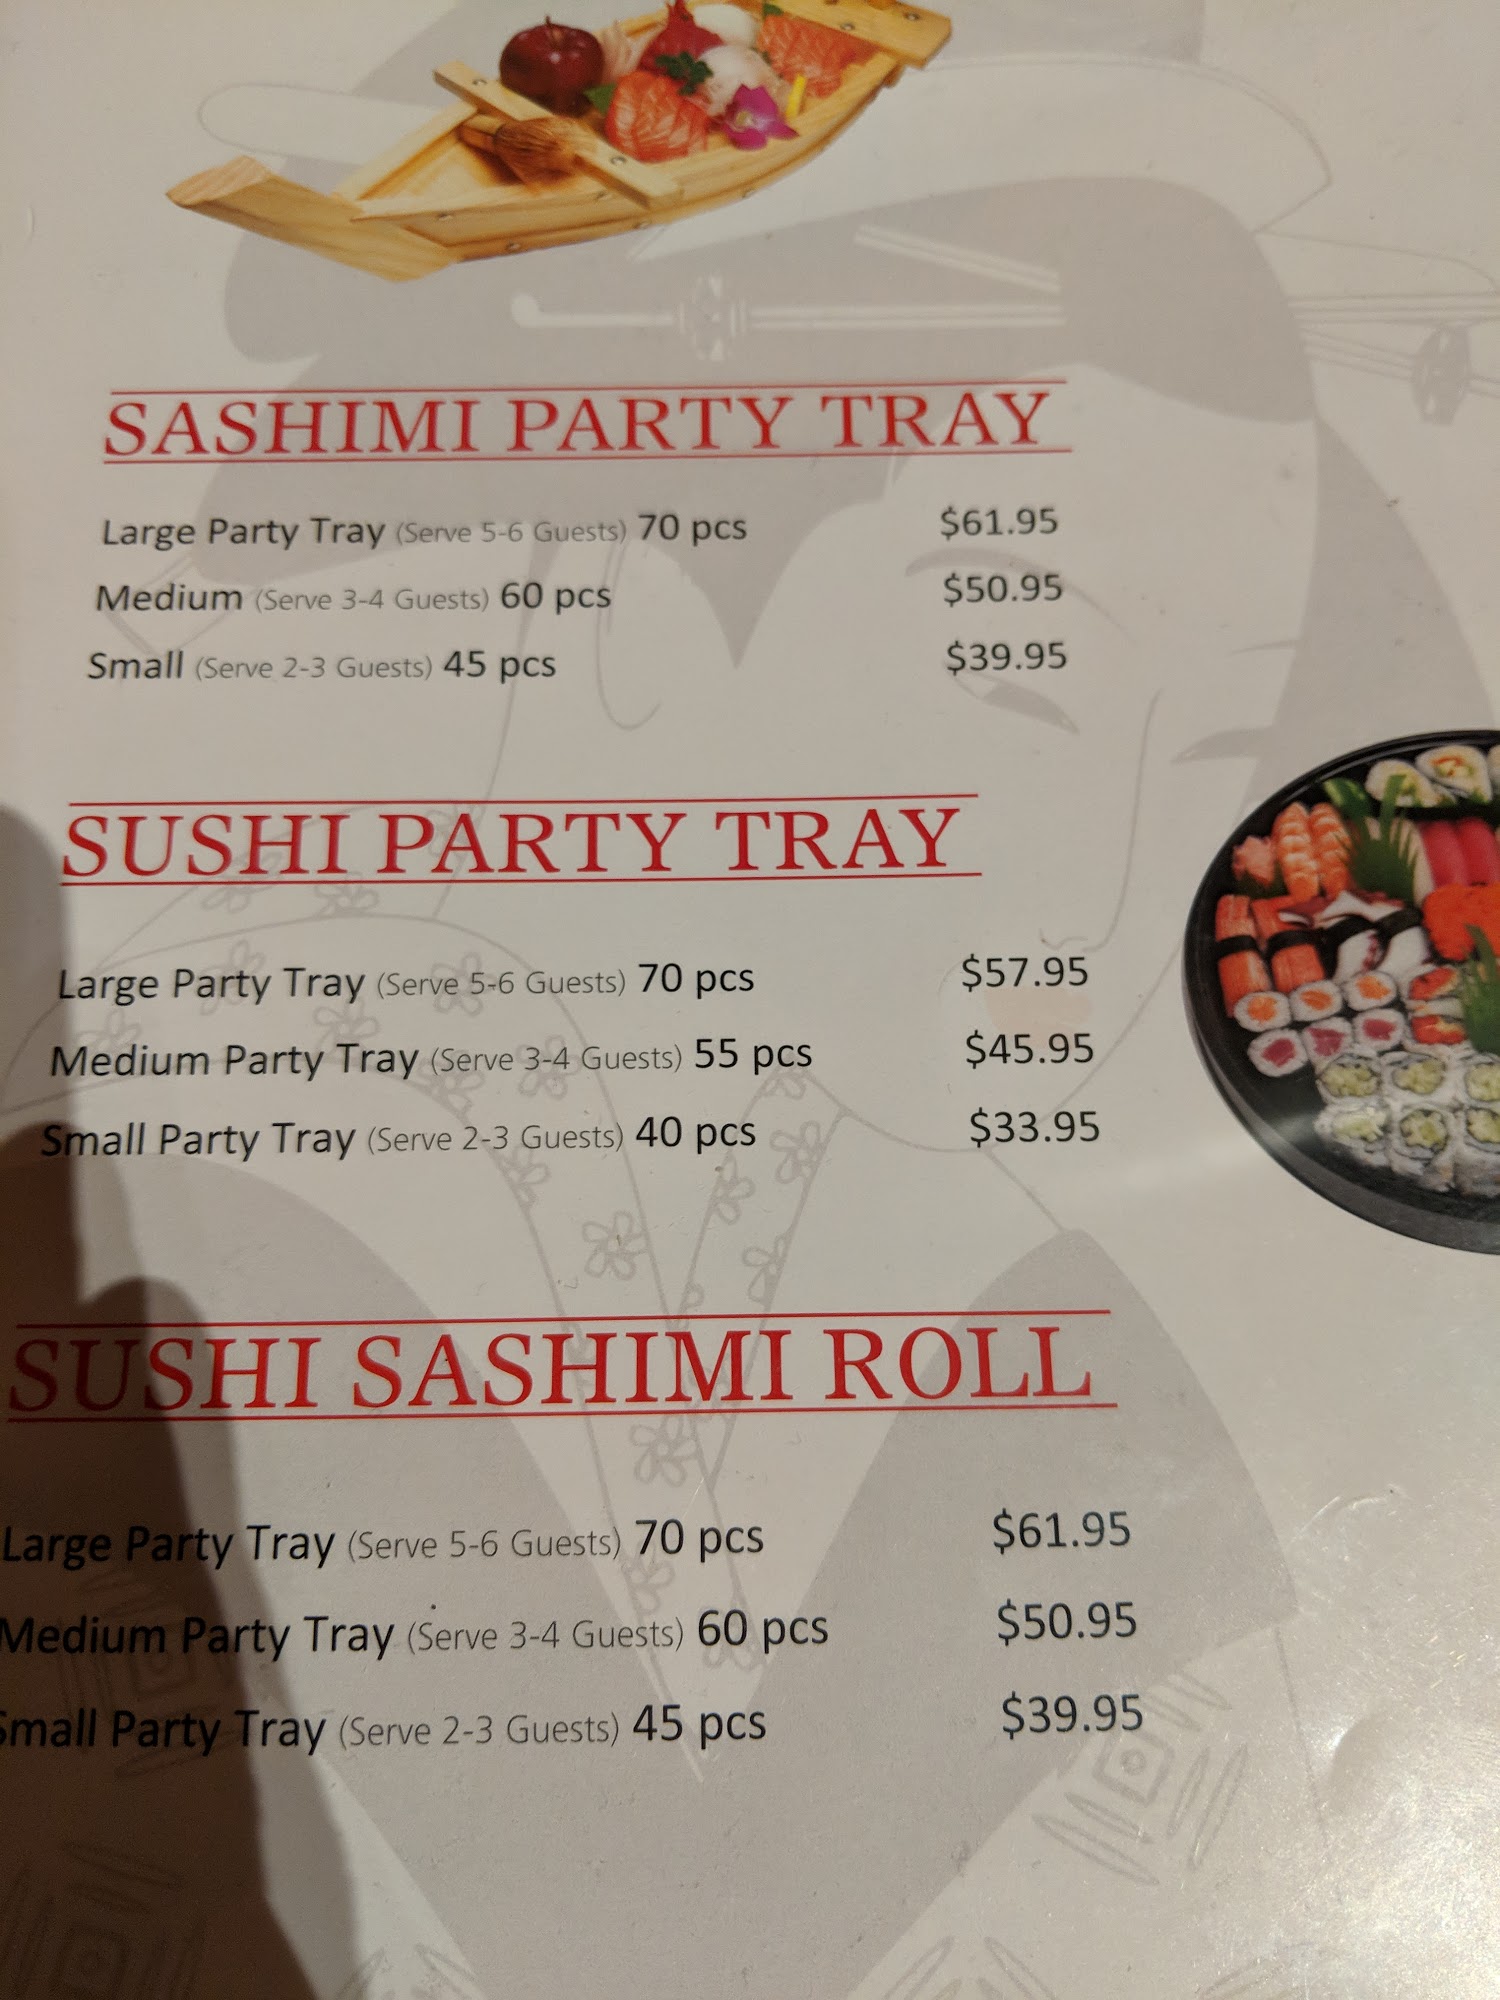 SASHIMI PARTY TRAY
Large Party Tray (Serve 5-6 Guests) 70 pcs $61.95
Medium (Serve 3-4 Guests) 60 pcs $50.95
Small (Serve 2-3 Guests) 45 pcs $39.95
SUSHI PARTY TRAY
Large Party Tray (Serve 5-6 Guests) 70 pcs $57.95
Medium Party Tray (Serve 3-4 Guests) 55 pcs $45.95
Small Party Tray (Serve 2-3 Guests) 40 pcs $33.95
SUSHI SASHIMI ROLL
Large Party Tray (Serve 5-6 Guests) 70 pcs $61.95
Medium Party Tray (Serve 3-4 Guests) 60 pcs $50.95
Small Party Tray (Serve 2-3 Guests) 45 pcs $39.95